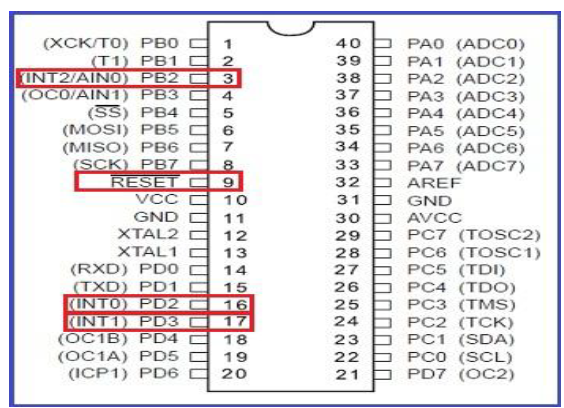 (XCK/T0) PB0 1 40 PA0 (ADC0)
(T1) PB1 2 39 PA1 (ADC1)
(INT2/AIN0) PB2 3 38 PA2 (ADC2)
(OC0/AIN1) PB3 4 37 PA3 (ADC3)
(SS) PB4 5 36 PA4 (ADC4)
(MOSI) PB5 6 35 PA5 (ADC5)
(MISO) PB6 7 34 PA6 (ADC6)
(SCK) PB7 8 33 PA7 (ADC7)
RESET 9 32 AREF
VCC 10 31 GND
GND 11 30 AVCC
XTAL2 12 29 PC7 (TOSC2)
XTAL1 13 28 PC6 (TOSC1)
(RXD) PD0 14 27 PC5 (TDI)
(TXD) PD1 15 26 PC4 (TDO)
(INT0) PD2 16 25 PC3 (TMS)
(INT1) PD3 17 24 PC2 (TCK)
(OC1B) PD4 18 23 PC1 (SDA)
(OC1A) PD5 19 22 PC0 (SCL)
(ICP1) PD6 20 21 PD7 (OC2)